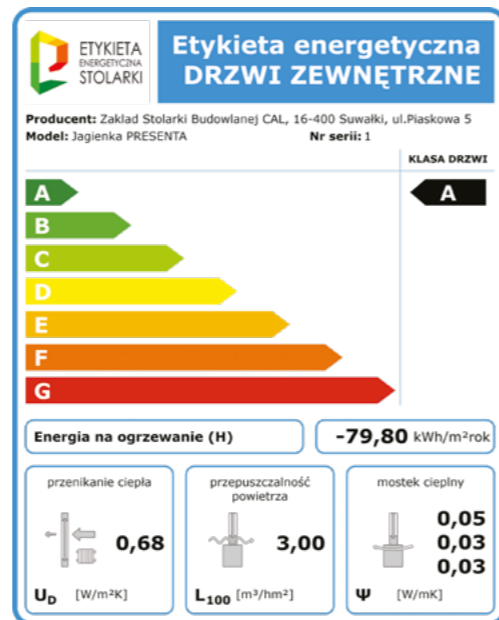 ETYKIETA
ENERGETYCZNA
STOLARKI
Etykieta energetyczna
DRZWI ZEWNĘTRZNE
Producent: Zaklad Stolarki Budowlanej CAL, 16-400 Suwałki, ul.Piaskowa 5
Model: Jagienka PRESENTA Nr serii: 1
KLASA DRZWI
A A
B
C
D
E
F
G
Energia na ogrzewanie (H) -79,80 kWh/m²rok
przenikanie ciepła
0,68
U_D [W/m²K]
przepuszczalność
powietrza
3,00
L₁₀₀ [m³/hm²]
mostek cieplny
0,05
0,03
0,03
Ψ [W/mK]